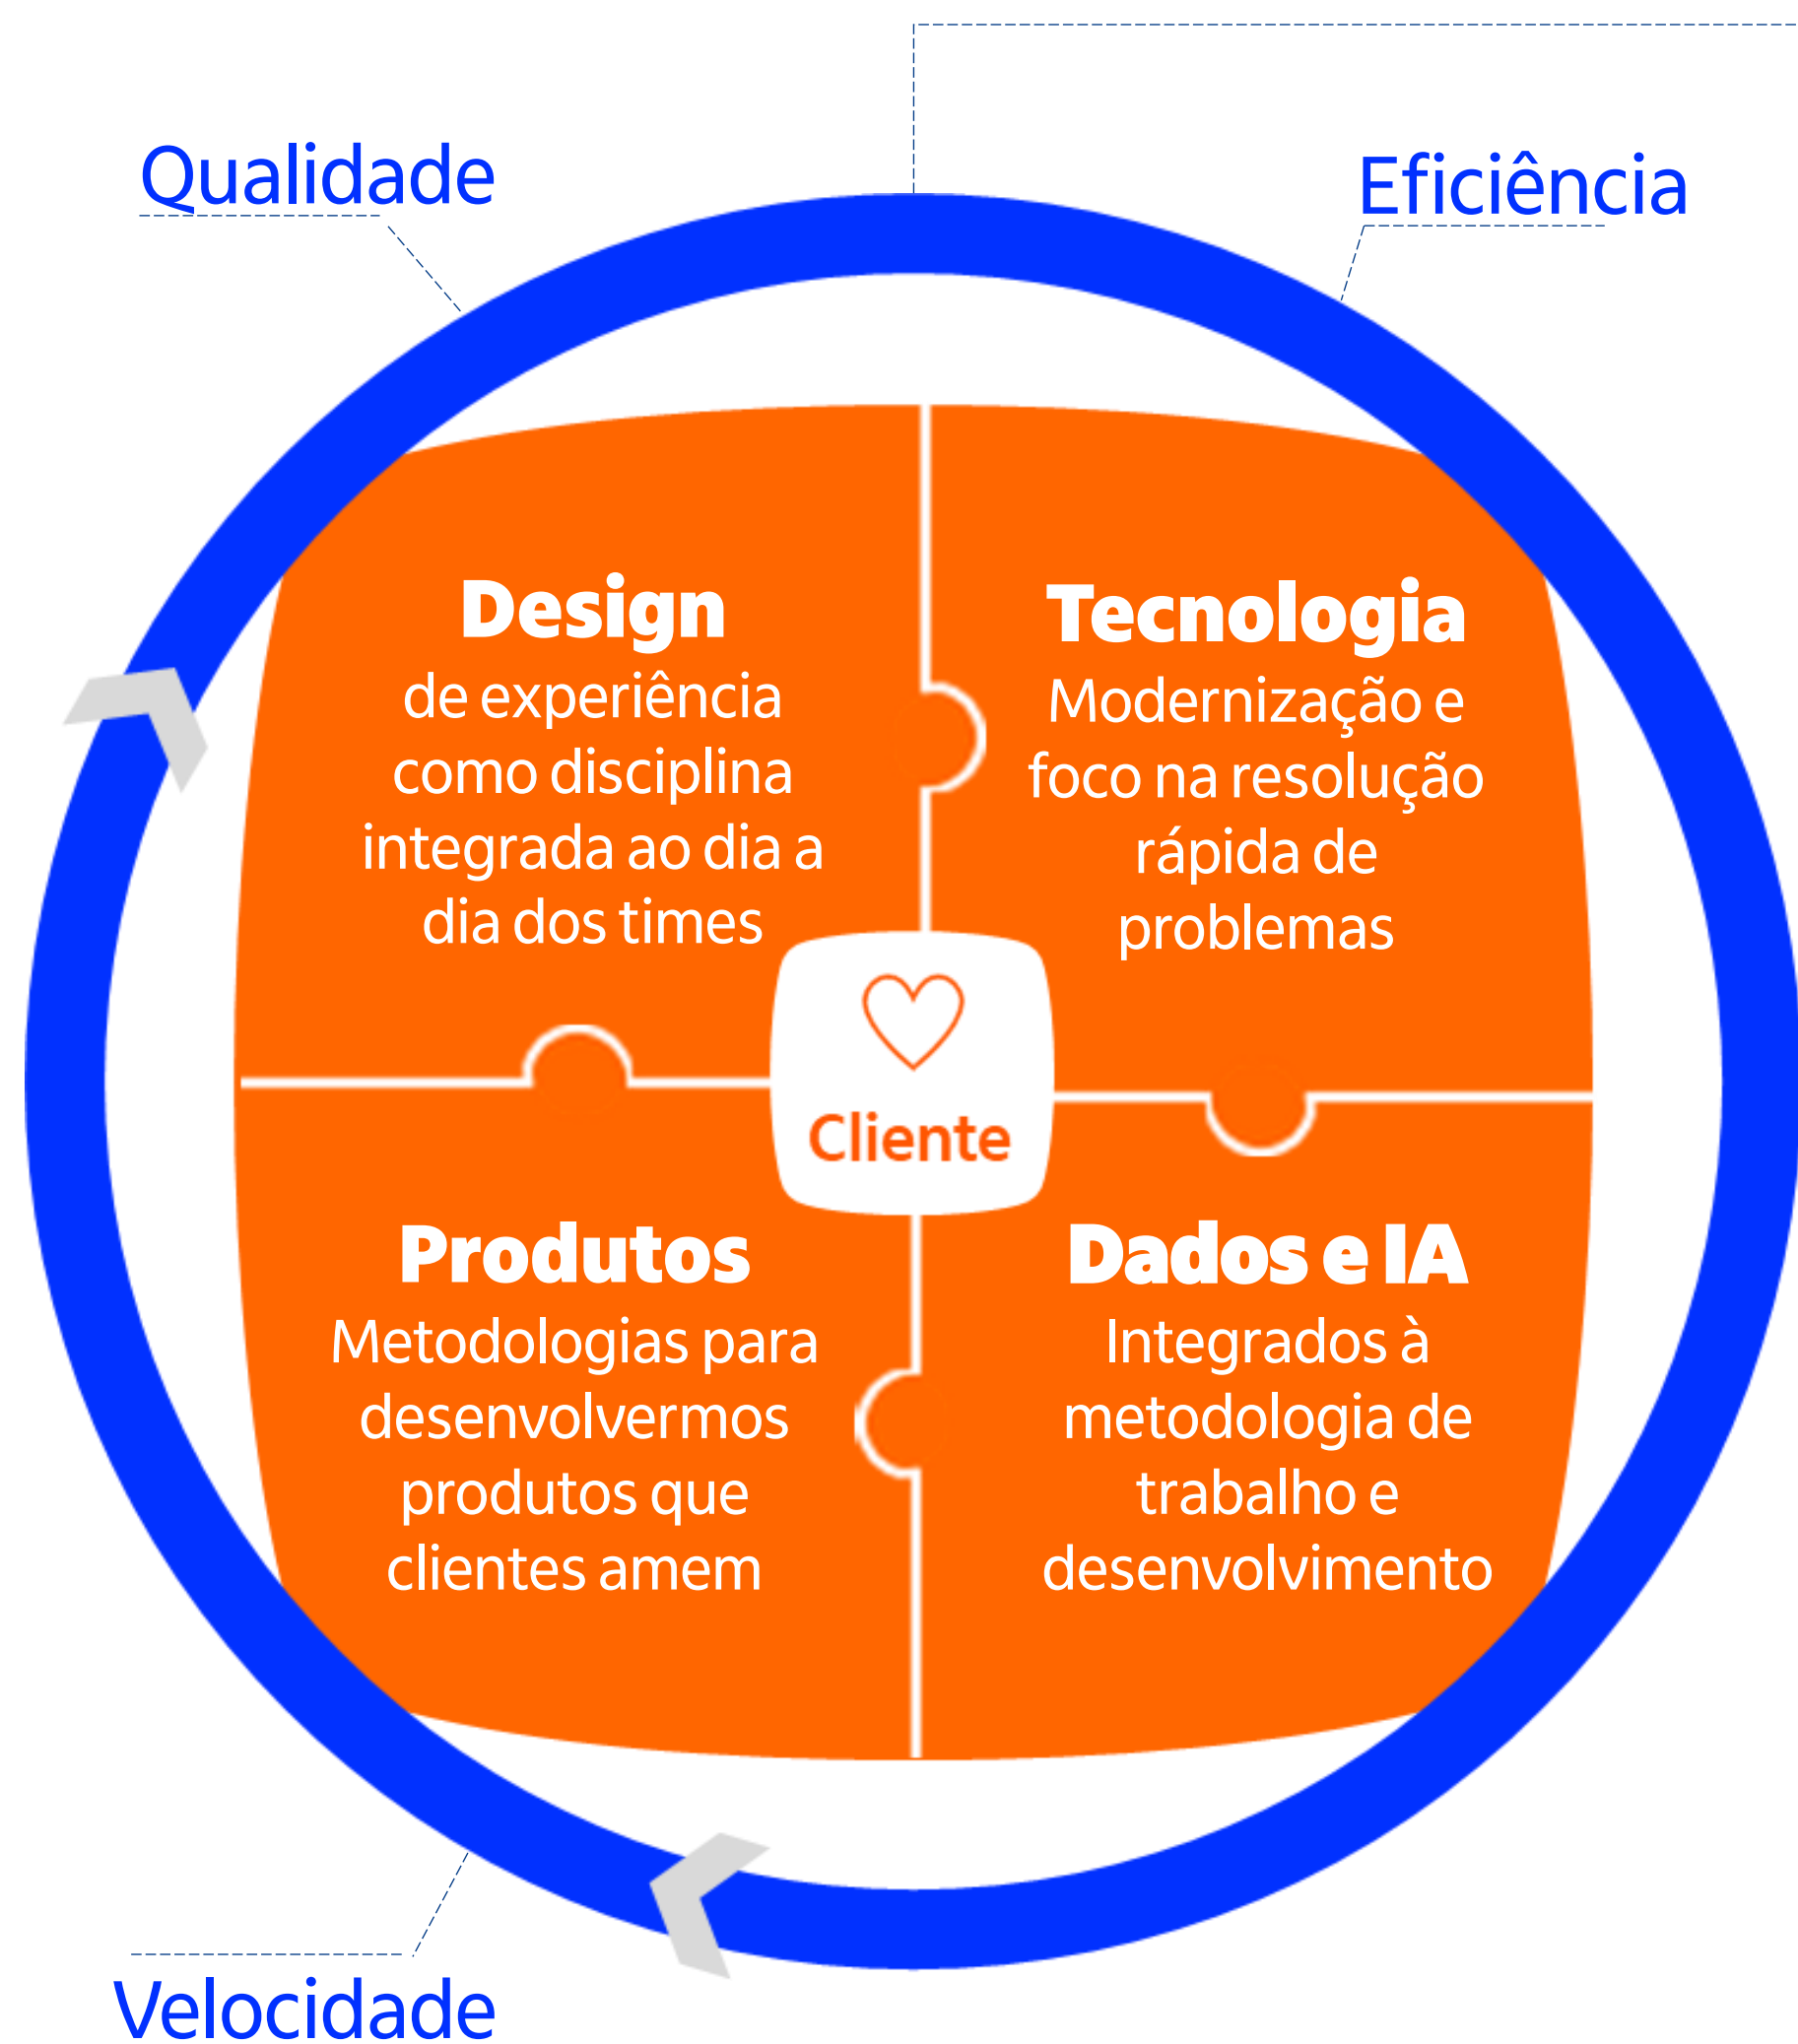 Qualidade
Eficiência
Design
de experiência
como disciplina
integrada ao dia a
dia dos times
Tecnologia
Modernização e
foco na resolução
rápida de
problemas
Cliente
Produtos
Metodologias para
desenvolvermos
produtos que
clientes amem
Dados e IA
Integrados à
metodologia de
trabalho e
desenvolvimento
Velocidade